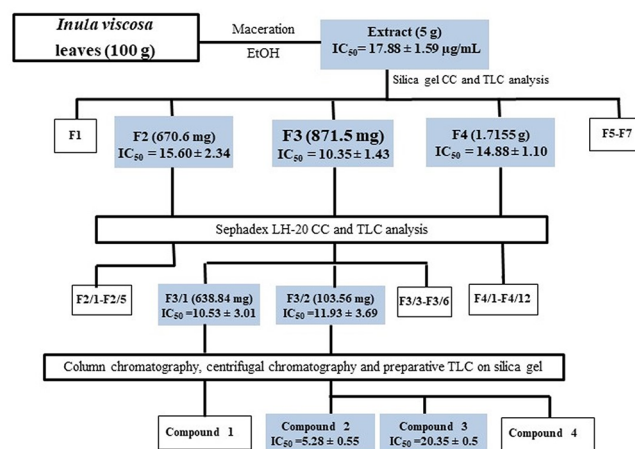 Inula viscosa
leaves (100 g)
Maceration
EtOH
Extract (5 g)
IC50= 17.88 ± 1.59 µg/mL
Silica gel CC and TLC analysis
F1
F2 (670.6 mg)
IC50 = 15.60 ± 2.34
F3 (871.5 mg)
IC50 = 10.35 ± 1.43
F4 (1.7155 g)
IC50 = 14.88 ± 1.10
F5-F7
Sephadex LH-20 CC and TLC analysis
F2/1-F2/5
F3/1 (638.84 mg)
IC50 =10.53 ± 3.01
F3/2 (103.56 mg)
IC50 =11.93 ± 3.69
F3/3-F3/6
F4/1-F4/12
Column chromatography, centrifugal chromatography and preparative TLC on silica gel
Compound 1
Compound 2
IC50 =5.28 ± 0.55
Compound 3
IC50 =20.35 ± 0.5
Compound 4